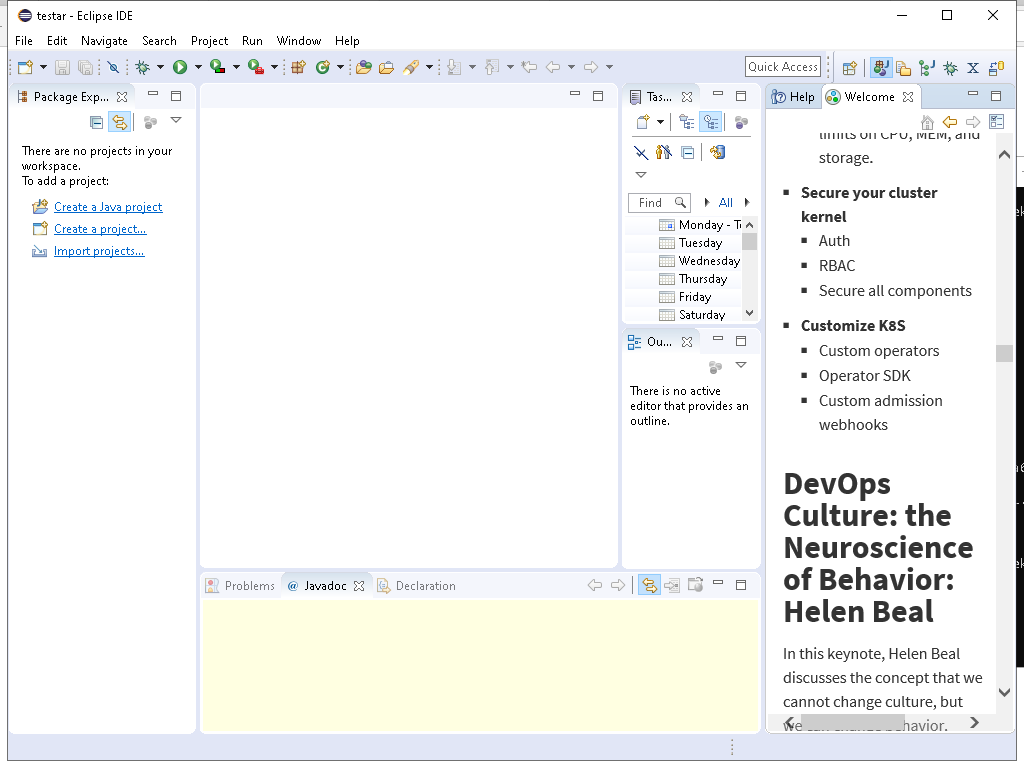 testar - Eclipse IDE
File Edit Navigate Search Project Run Window Help
Quick Access
Package Exp...
There are no projects in your
workspace.
To add a project:
Create a Java project
Create a project...
Import projects...
Tas...
Find
All
Monday - T
Tuesday
Wednesday
Thursday
Friday
Saturday
Ou...
There is no active
editor that provides an
outline.
Problems
@ Javadoc
Declaration
Help
Welcome
limits on CPU, MEM, and
storage.
Secure your cluster
kernel
Auth
RBAC
Secure all components
Customize K8S
Custom operators
Operator SDK
Custom admission
webhooks
DevOps
Culture: the
Neuroscience
of Behavior:
Helen Beal
In this keynote, Helen Beal
discusses the concept that we
cannot change culture, but
we can change behavior.